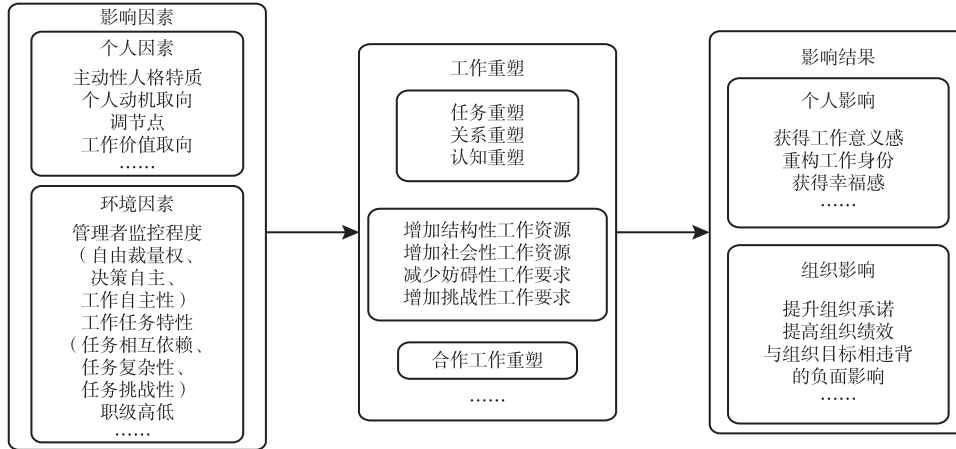 影响因素
个人因素
主动性人格特质
个人动机取向
调节点
工作价值取向
……
环境因素
管理者监控程度
（自由裁量权、
决策自主、
工作自主性）
工作任务特性
（任务相互依赖、
任务复杂性、
任务挑战性）
职级高低
……
工作重塑
任务重塑
关系重塑
认知重塑
增加结构性工作资源
增加社会性工作资源
减少妨碍性工作要求
增加挑战性工作要求
合作工作重塑
……
影响结果
个人影响
获得工作意义感
重构工作身份
获得幸福感
……
组织影响
提升组织承诺
提高组织绩效
与组织目标相违背
的负面影响
……